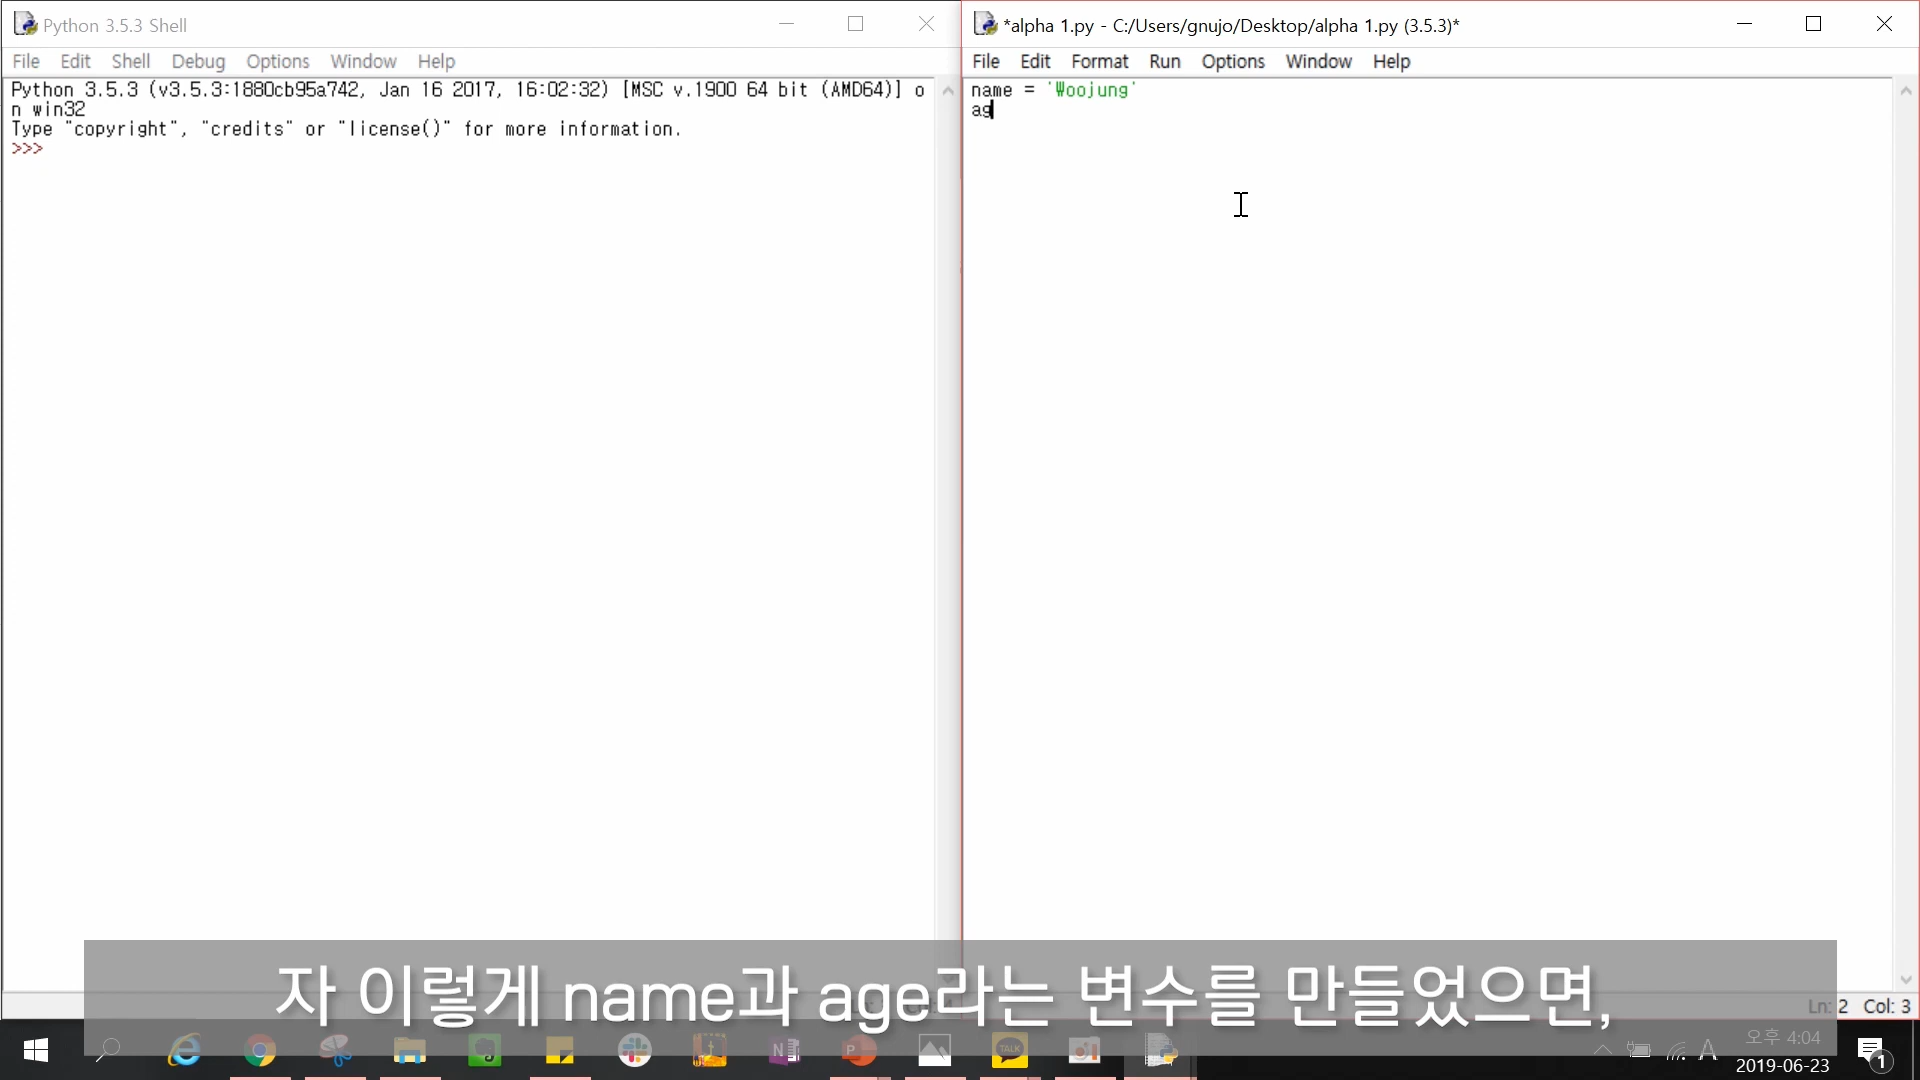 Python 3.5.3 Shell
File Edit Shell Debug Options Window Help
Python 3.5.3 (v3.5.3:1880cb95a742, Jan 16 2017, 16:02:32) [MSC v.1900 64 bit (AMD64)] o
n win32
Type "copyright", "credits" or "license()" for more information.
>>>
*alpha 1.py - C:/Users/gnujo/Desktop/alpha 1.py (3.5.3)*
File Edit Format Run Options Window Help
name = 'Woojung'
ag
자 이렇게 name과 age라는 변수를 만들었으면,
Ln: 2 Col: 3
TALK
A
오후 4:04
2019-06-23
1